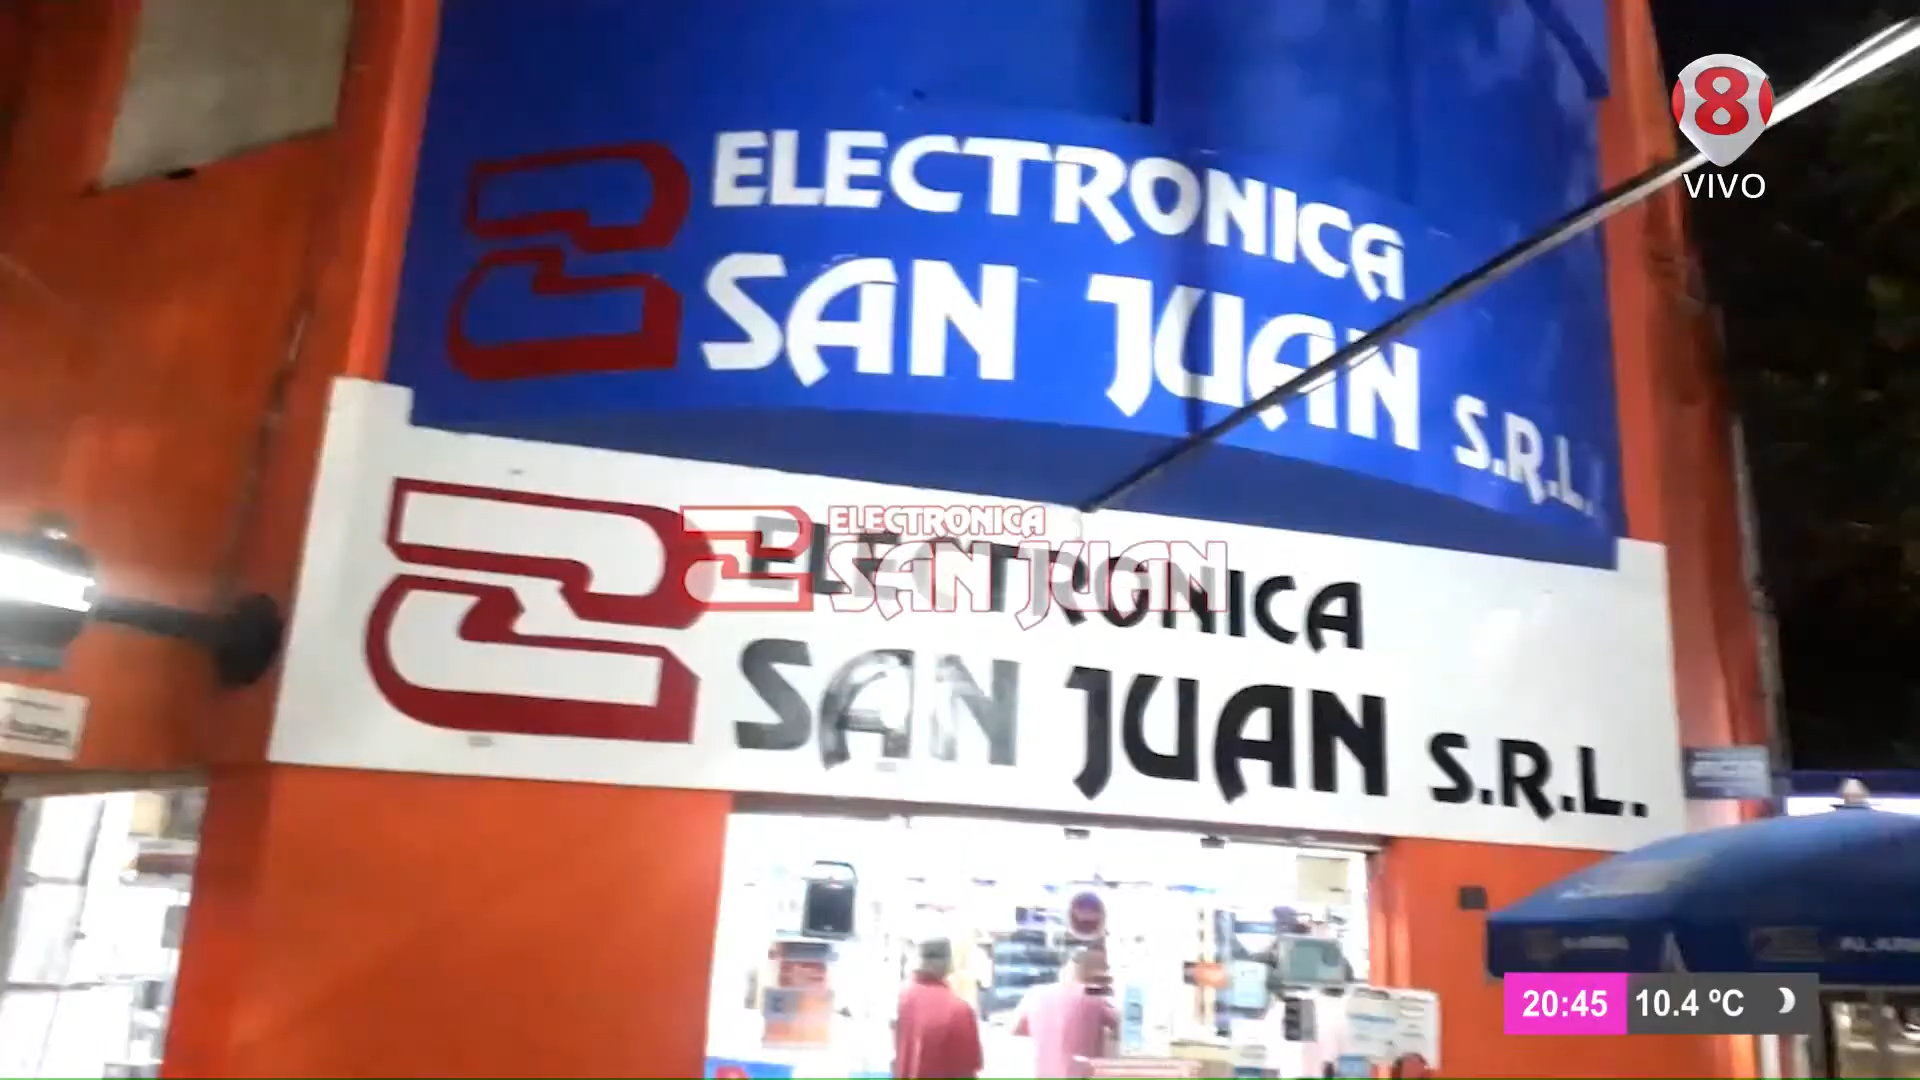 8
VIVO
ELECTRONICA
SAN JUAN S.R.L.
ELECTRONICA
SAN JUAN
ELECTRONICA
SAN JUAN S.R.L.
20:45 10.4 ºC